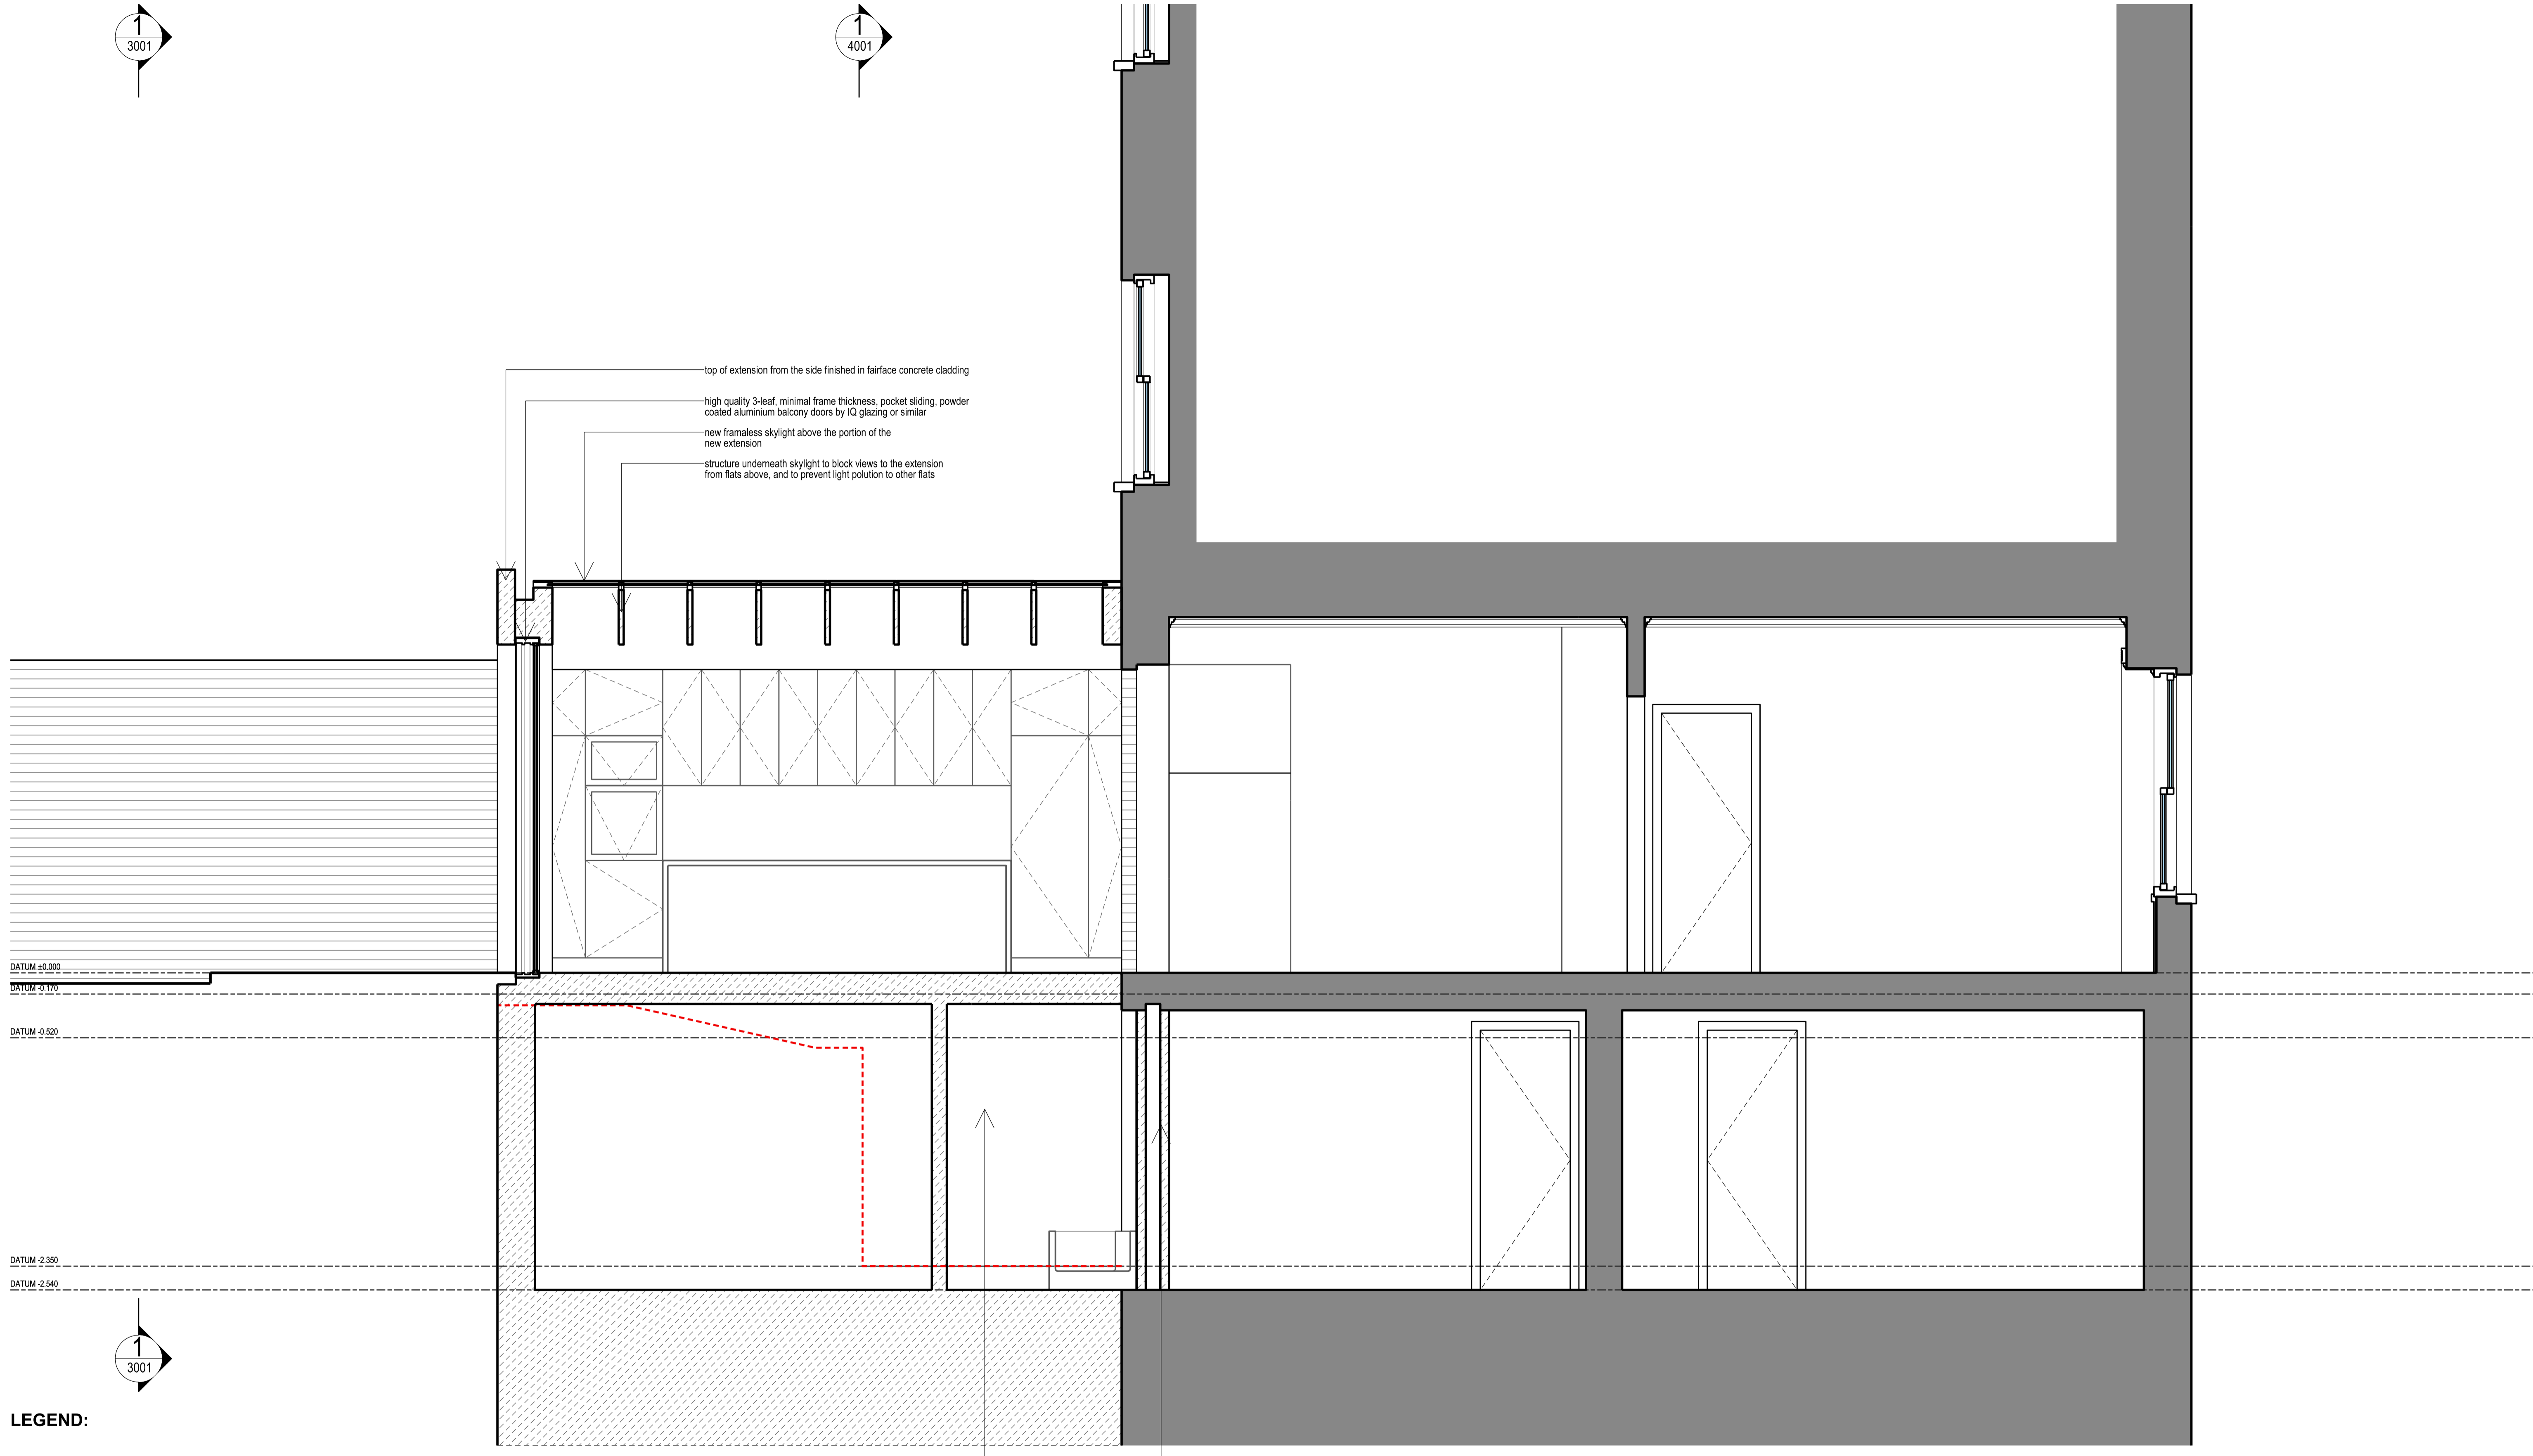 1
3001
1
4001
top of extension from the side finished in fairface concrete cladding
high quality 3-leaf, minimal frame thickness, pocket sliding, powder
coated aluminium balcony doors by IQ glazing or similar
new framaless skylight above the portion of the
new extension
structure underneath skylight to block views to the extension
from flats above, and to prevent light polution to other flats
DATUM ±0.000
DATUM -0.170
DATUM -0.520
DATUM -2.350
DATUM -2.540
1
3001
LEGEND: